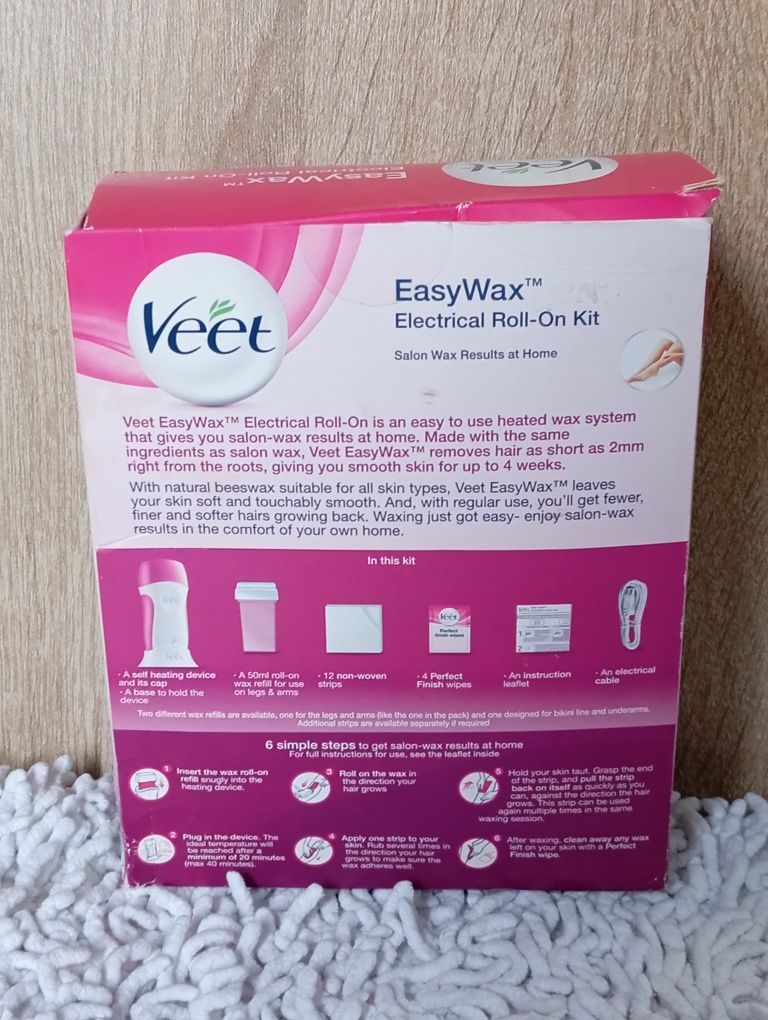 EasyWax™
Electrical Roll-On Kit
Veet
Veet
EasyWax™
Electrical Roll-On Kit
Salon Wax Results at Home
Veet EasyWax™ Electrical Roll-On is an easy to use heated wax system
that gives you salon-wax results at home. Made with the same
ingredients as salon wax, Veet EasyWax™ removes hair as short as 2mm
right from the roots, giving you smooth skin for up to 4 weeks.
With natural beeswax suitable for all skin types, Veet EasyWax™ leaves
your skin soft and touchably smooth. And, with regular use, you'll get fewer,
finer and softer hairs growing back. Waxing just got easy- enjoy salon-wax
results in the comfort of your own home.
In this kit
Veet
Veet
Perfect
finish wipes
1
2
· A self heating device
and its cap
· A base to hold the
device
· A 50ml roll-on
wax refill for use
on legs & arms
· 12 non-woven
strips
· 4 Perfect
Finish wipes
· An instruction
leaflet
· An electrical
cable
Two different wax refills are available, one for the legs and arms (like the one in the pack) and one designed for bikini line and underarms.
Additional strips are available separately if required
6 simple steps to get salon-wax results at home
For full instructions for use, see the leaflet inside
1
Insert the wax roll-on
refill snugly into the
heating device.
2
Plug in the device. The
ideal temperature will
be reached after a
minimum of 20 minutes
(max 40 minutes).
3
Roll on the wax in
the direction your
hair grows
4
Apply one strip to your
skin. Rub several times in
the direction your hair
grows to make sure the
wax adheres well.
5
Hold your skin taut. Grasp the end
of the strip, and pull the strip
back on itself as quickly as you
can, against the direction the hair
grows. This strip can be used
again multiple times in the same
waxing session.
6
After waxing, clean away any wax
left on your skin with a Perfect
Finish wipe.